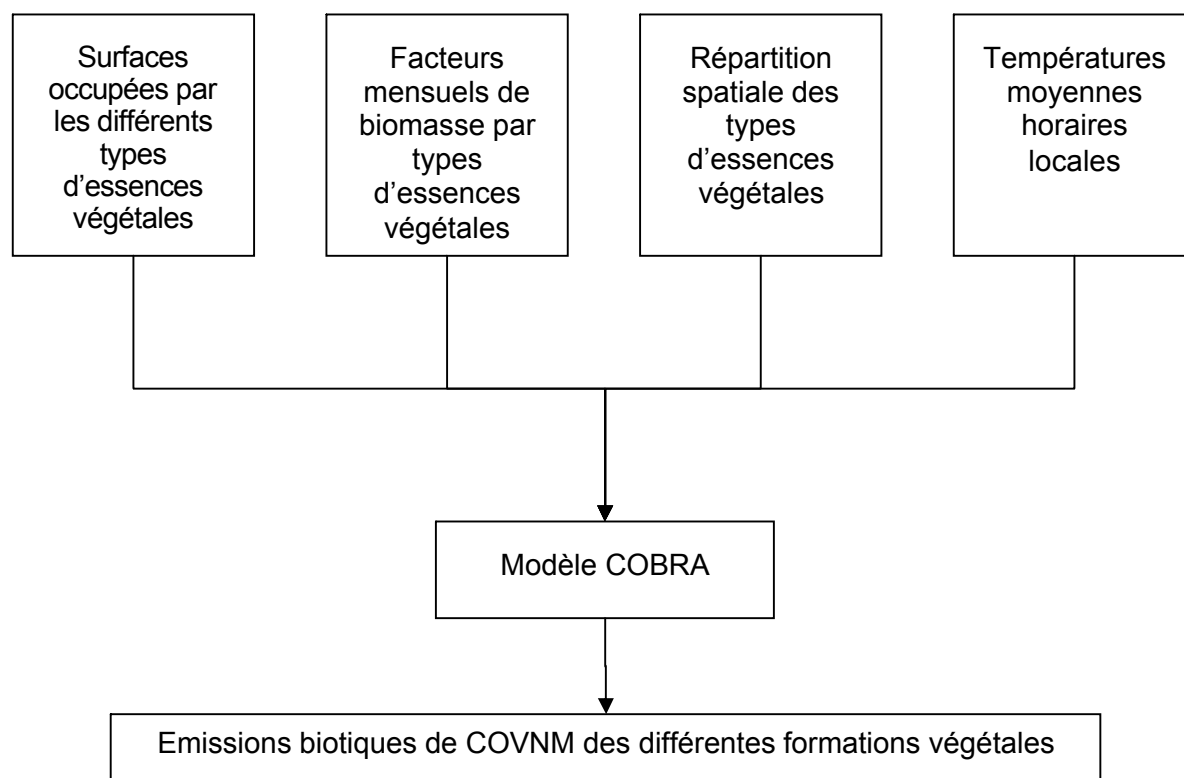 Surfaces
occupées par
les différents
types
d'essences
végétales
Facteurs
mensuels de
biomasse par
types
d'essences
végétales
Répartition
spatiale des
types
d'essences
végétales
Températures
moyennes
horaires
locales
Modèle COBRA
Emissions biotiques de COVNM des différentes formations végétales